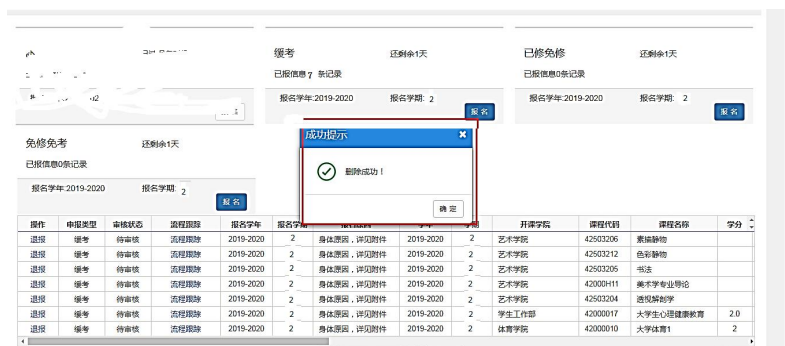 缓考 还剩余1天
已修免修 还剩余1天
已报信息7 条记录
已报信息0条记录
报名学年:2019-2020 报名学期: 2
报名
报名学年:2019-2020 报名学期: 2
报名
免修免考 还剩余1天
已报信息0条记录
报名学年:2019-2020 报名学期: 2
报名
成功提示
删除成功！
确定
操作 申报类型 审核状态 流程跟踪 报名学年 报名学期 学年 学期 开课学院 课程代码 课程名称 学分
退报 缓考 待审核 流程跟踪 2019-2020 2 身体原因，详见附件 2019-2020 2 艺术学院 42503206 素描静物
退报 缓考 待审核 流程跟踪 2019-2020 2 身体原因，详见附件 2019-2020 2 艺术学院 42503212 色彩静物
退报 缓考 待审核 流程跟踪 2019-2020 2 身体原因，详见附件 2019-2020 2 艺术学院 42503205 书法
退报 缓考 待审核 流程跟踪 2019-2020 2 身体原因，详见附件 2019-2020 2 艺术学院 42000H11 美术学专业导论
退报 缓考 待审核 流程跟踪 2019-2020 2 身体原因，详见附件 2019-2020 2 艺术学院 42503204 透视解剖学
退报 缓考 待审核 流程跟踪 2019-2020 2 身体原因，详见附件 2019-2020 2 学生工作部 42000017 大学生心理健康教育 2.0
退报 缓考 待审核 流程跟踪 2019-2020 2 身体原因，详见附件 2019-2020 2 体育学院 42000010 大学体育1 2